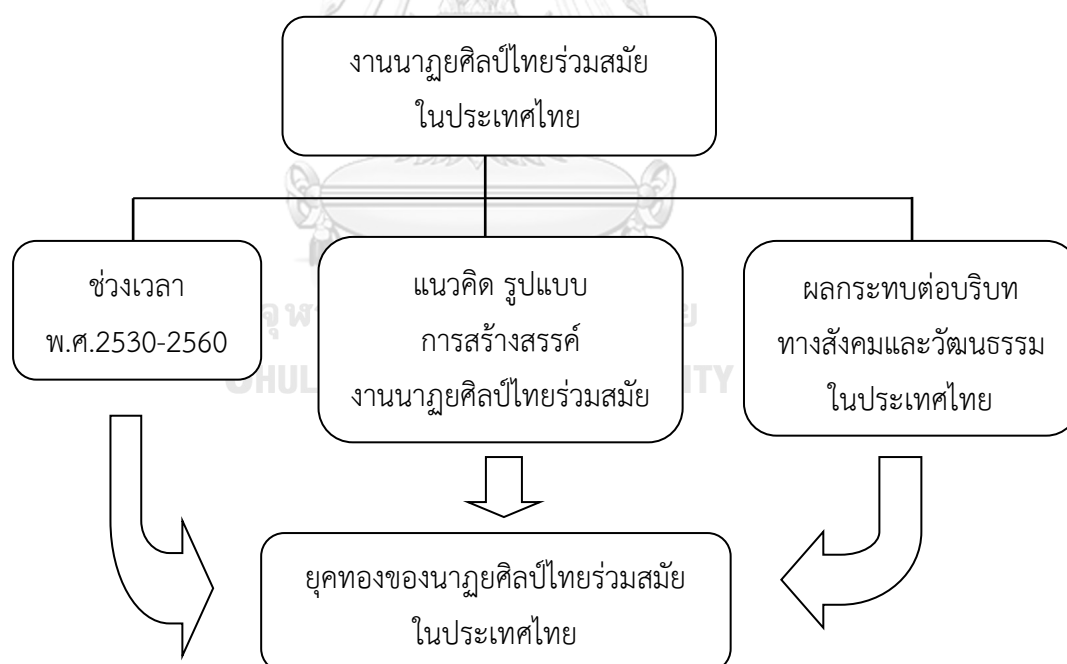 งานนาฏยศิลป์ไทยร่วมสมัย
ในประเทศไทย
ช่วงเวลา
พ.ศ.2530-2560
แนวคิด รูปแบบ
การสร้างสรรค์
งานนาฏยศิลป์ไทยร่วมสมัย
ผลกระทบต่อบริบท
ทางสังคมและวัฒนธรรม
ในประเทศไทย
ยุคทองของนาฏยศิลป์ไทยร่วมสมัย
ในประเทศไทย